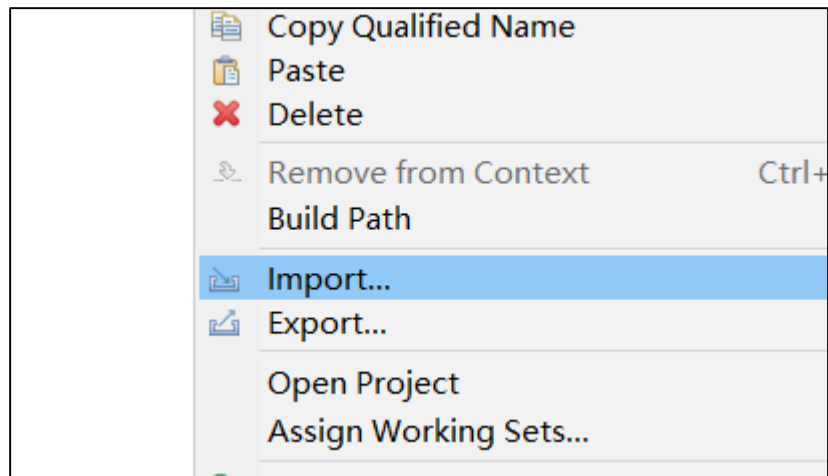 Copy Qualified Name
Paste
Delete
Remove from Context Ctrl+
Build Path
Import...
Export...
Open Project
Assign Working Sets...